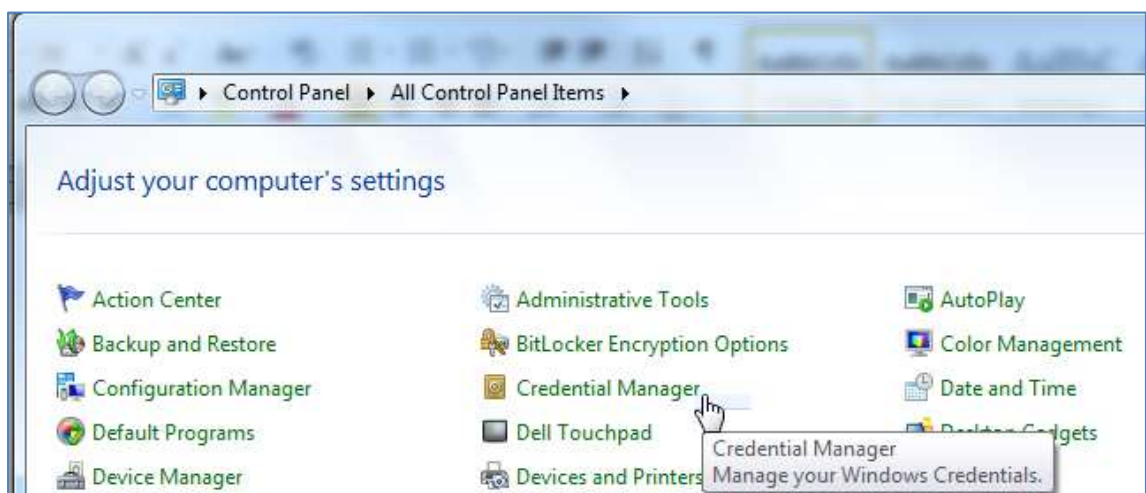 Control Panel All Control Panel Items
Adjust your computer's settings
Action Center Administrative Tools AutoPlay
Backup and Restore BitLocker Encryption Options Color Management
Configuration Manager Credential Manager Date and Time
Default Programs Dell Touchpad Desktop Gadgets
Device Manager Devices and Printers
Credential Manager
Manage your Windows Credentials.